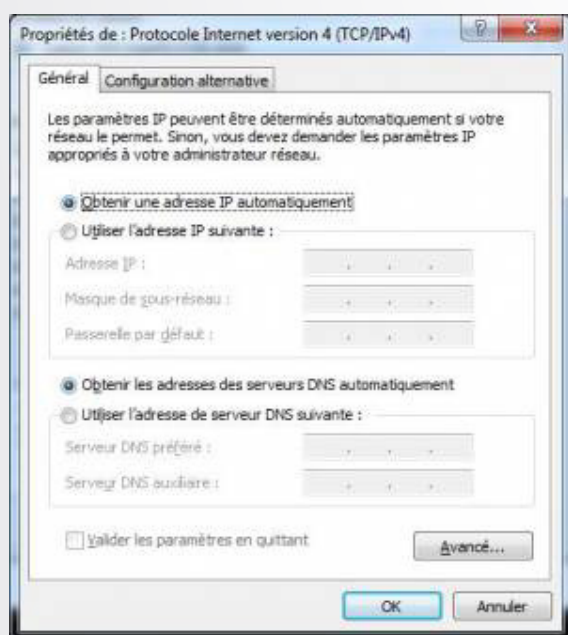 Propriétés de : Protocole Internet version 4 (TCP/IPv4)
Général
Configuration alternative
Les paramètres IP peuvent être déterminés automatiquement si votre
réseau le permet. Sinon, vous devez demander les paramètres IP
appropriés à votre administrateur réseau.
Obtenir une adresse IP automatiquement
Utiliser l'adresse IP suivante :
Adresse IP :
Masque de sous-réseau :
Passerelle par défaut :
Obtenir les adresses des serveurs DNS automatiquement
Utiliser l'adresse de serveur DNS suivante :
Serveur DNS préféré :
Serveur DNS auxiliaire :
Valider les paramètres en quittant
Avancé...
OK
Annuler